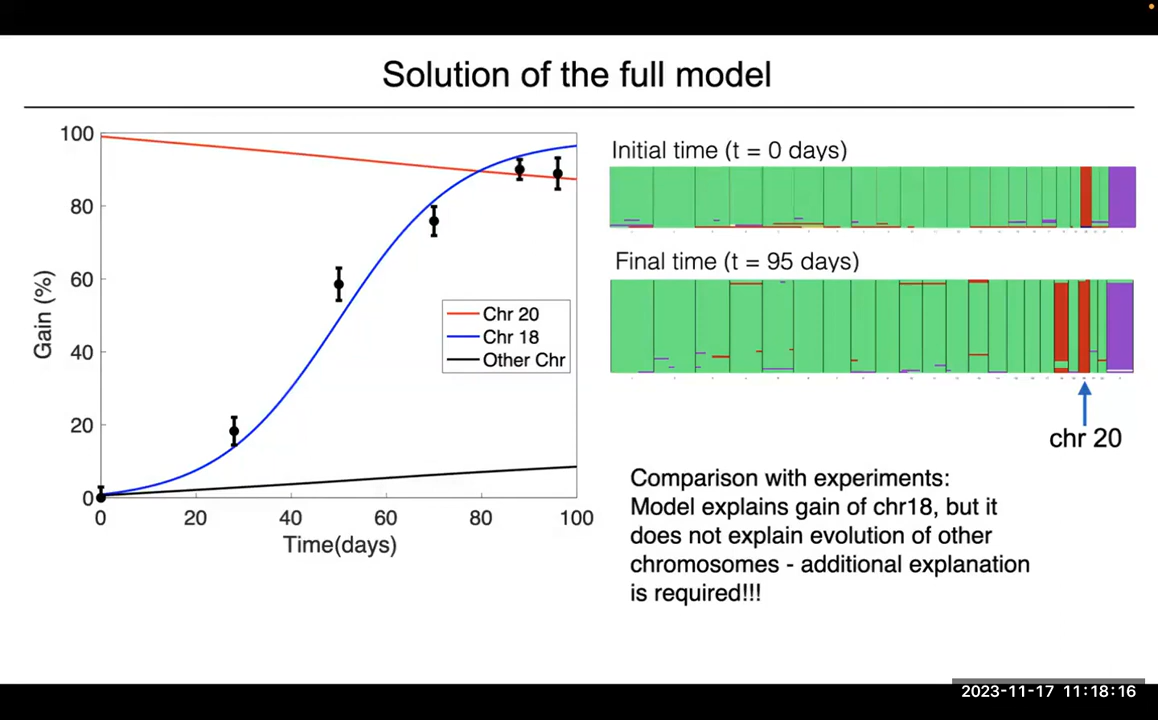 Solution of the full model
100
80
60
40
20
0
Gain (%)
0 20 40 60 80 100
Time(days)
Chr 20
Chr 18
Other Chr
Initial time (t = 0 days)
Final time (t = 95 days)
chr 20
Comparison with experiments:
Model explains gain of chr18, but it
does not explain evolution of other
chromosomes - additional explanation
is required!!!
2023-11-17 11:18:16